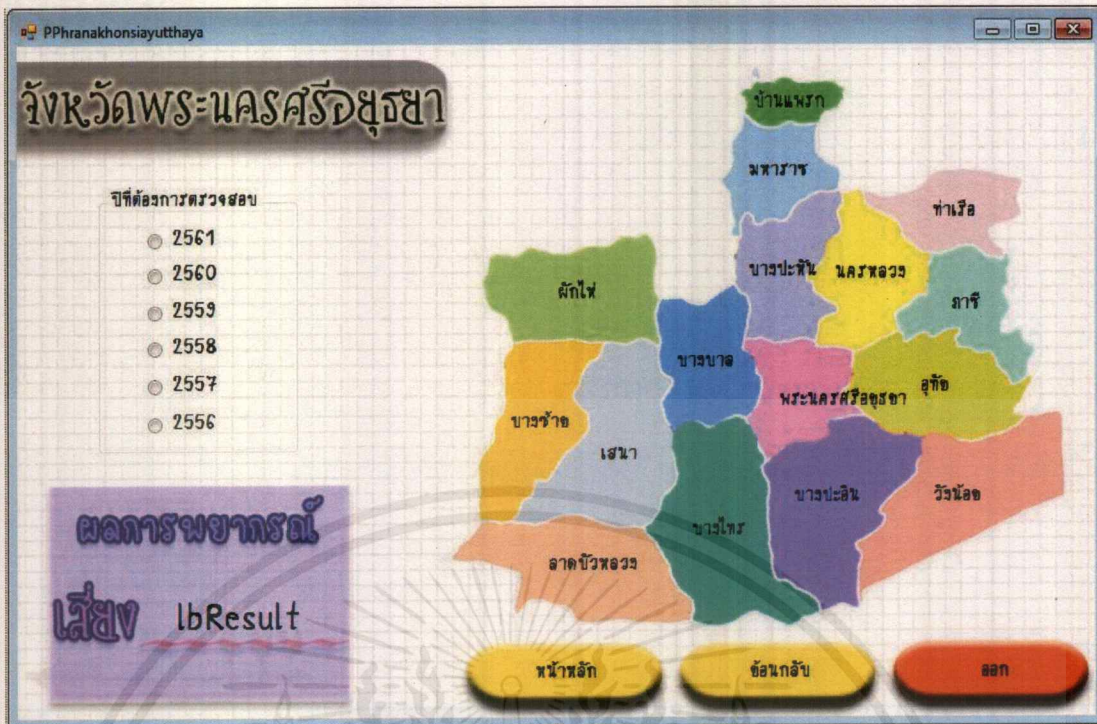 PPhranakhonsiayutthaya
จังหวัดพระนครศรีอยุธยา
ปีที่ต้องการตรวจสอบ
2561
2560
2559
2558
2557
2556
ผลการพยากรณ์
เสี่ยง lbResult
บ้านแพรก
มหาราช
ท่าเรือ
บางปะหัน
นครหลวง
ผักไห่
ภาชี
บางบาล
อุทัย
พระนครศรีอยุธยา
บางซ้าย
เสนา
บางปะอิน
วังน้อย
บางไทร
ลาดบัวหลวง
หน้าหลัก
ย้อนกลับ
ออก